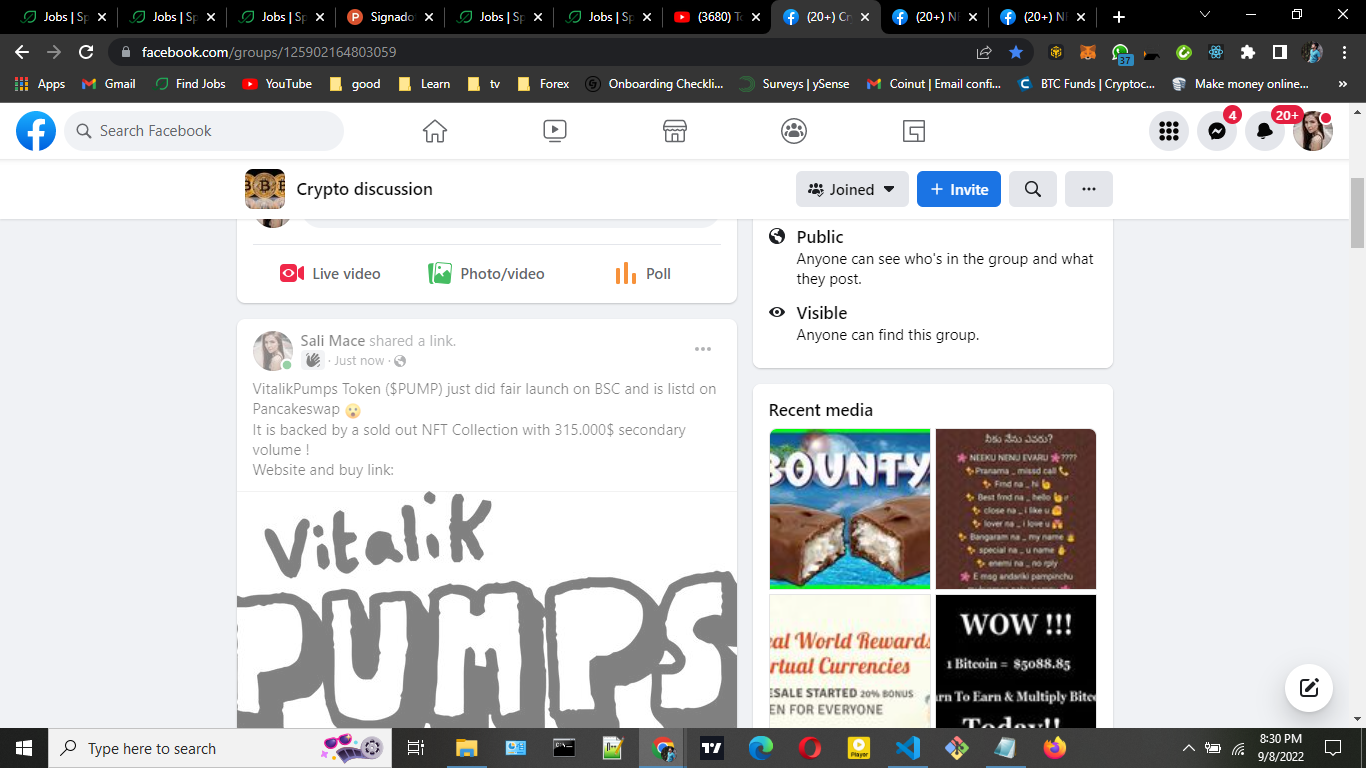 Jobs | Sp
Jobs | Sp
Jobs | Sp
Signado
Jobs | Sp
Jobs | Sp
(3680) To
(20+) Cry
(20+) NF
(20+) NF
facebook.com/groups/125902164803059
37
Apps
Gmail
Find Jobs
YouTube
good
Learn
tv
Forex
Onboarding Checkli...
Surveys | ySense
Coinut | Email confi...
BTC Funds | Cryptoc...
Make money online...
Search Facebook
4
20+
Crypto discussion
Joined
Invite
Live video
Photo/video
Poll
Public
Anyone can see who's in the group and what
they post.
Visible
Anyone can find this group.
Sali Mace shared a link.
· Just now ·
VitalikPumps Token ($PUMP) just did fair launch on BSC and is listd on
Pancakeswap 😮
It is backed by a sold out NFT Collection with 315.000$ secondary
volume !
Website and buy link:
Vitalik
PUMPS
Recent media
BOUNTY
నీకు నేను ఎవరు?
🌸 NEEKU NENU EVARU 🌸????
✨Pranama _ missd call 📞
✨ Frnd na _ hi
✨ Best frnd na _ hello
✨ close na _ i like u
✨ lover na _ i love u
✨ Bangaram na _ my name
✨ special na _ u name
✨ enemi na _ no rply
🌸 E msg andariki pampinchu
eal World Rewards
rtual Currencies
ESALE STARTED 20% BONUS
EN FOR EVERYONE
WOW !!!
1 Bitcoin = $5088.85
rn To Earn & Multiply Bitco
Today!!
Type here to search
Player
8:30 PM
9/8/2022